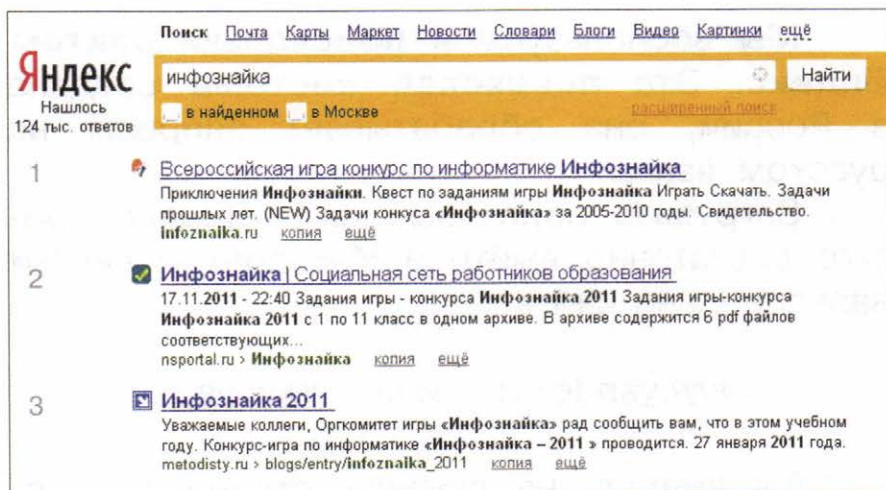 Поиск Почта Карты Маркет Новости Словари Блоги Видео Картинки ещё
Яндекс
инфознайка
Найти
Нашлось
124 тыс. ответов
в найденном в Москве
расширенный поиск
1
Всероссийская игра конкурс по информатике Инфознайка
Приключения Инфознайки. Квест по заданиям игры Инфознайка Играть Скачать. Задачи
прошлых лет. (NEW) Задачи конкуса «Инфознайка» за 2005-2010 годы. Свидетельство.
infoznaika.ru копия ещё
2
Инфознайка | Социальная сеть работников образования
17.11.2011 - 22:40 Задания игры - конкурса Инфознайка 2011 Задания игры-конкурса
Инфознайка 2011 с 1 по 11 класс в одном архиве. В архиве содержится 6 pdf файлов
соответствующих...
nsportal.ru › Инфознайка копия ещё
3
Инфознайка 2011
Уважаемые коллеги, Оргкомитет игры «Инфознайка» рад сообщить вам, что в этом учебном
году. Конкурс-игра по информатике «Инфознайка – 2011 » проводится. 27 января 2011 года.
metodisty.ru › blogs/entry/infoznaika_2011 копия ещё